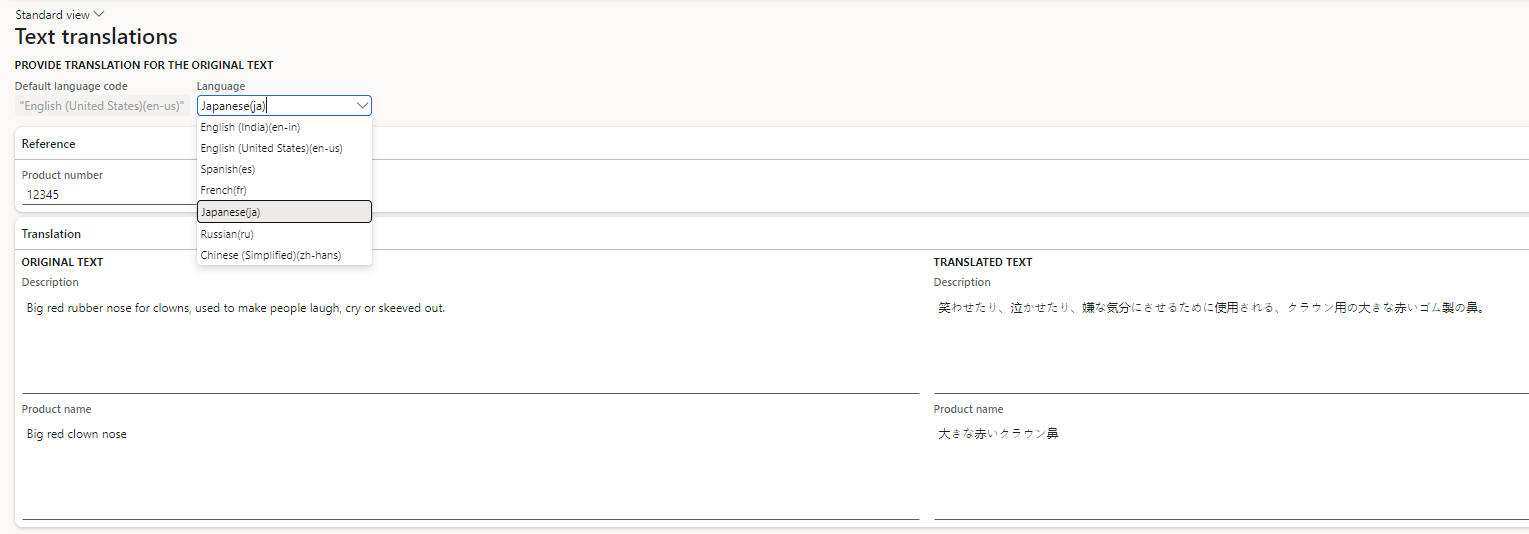 Standard view
Text translations
PROVIDE TRANSLATION FOR THE ORIGINAL TEXT
Default language code
"English (United States)(en-us)"
Language
Japanese(ja)
English (India)(en-in)
English (United States)(en-us)
Spanish(es)
French(fr)
Japanese(ja)
Russian(ru)
Chinese (Simplified)(zh-hans)
Reference
Product number
12345
Translation
ORIGINAL TEXT
Description
Big red rubber nose for clowns, used to make people laugh, cry or skeeved out.
Product name
Big red clown nose
TRANSLATED TEXT
Description
笑わせたり、泣かせたり、嫌な気分にさせるために使用される、クラウン用の大きな赤いゴム製の鼻。
Product name
大きな赤いクラウン鼻